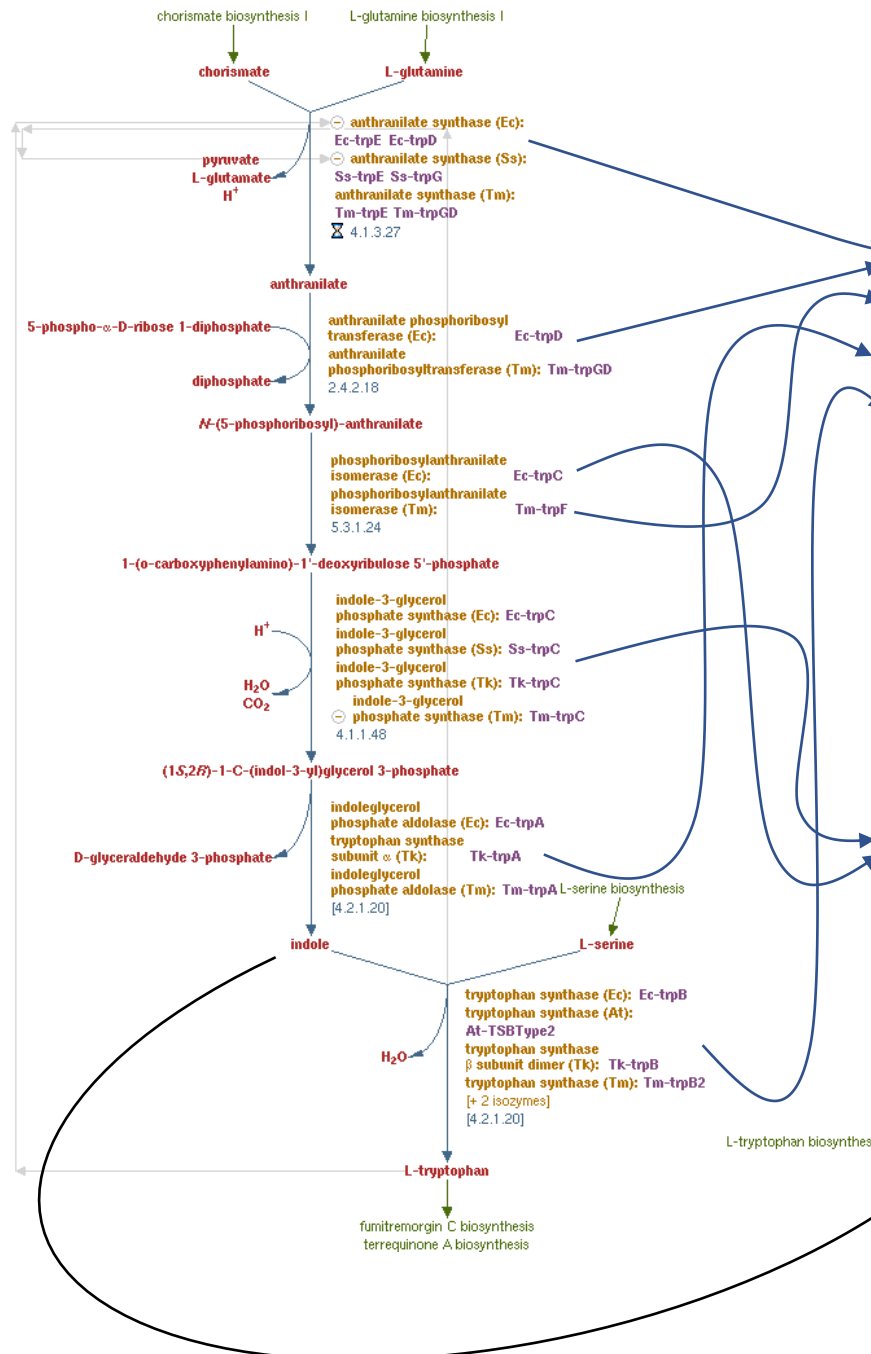 chorismate biosynthesis I
L-glutamine biosynthesis I
chorismate
L-glutamine
anthranilate synthase (Ec):
Ec-trpE Ec-trpD
pyruvate
anthranilate synthase (Ss):
L-glutamate
Ss-trpE Ss-trpG
H+
anthranilate synthase (Tm):
Tm-trpE Tm-trpGD
4.1.3.27
anthranilate
5-phospho-α-D-ribose 1-diphosphate
anthranilate phosphoribosyl
transferase (Ec): Ec-trpD
anthranilate
phosphoribosyltransferase (Tm): Tm-trpGD
diphosphate
2.4.2.18
N-(5-phosphoribosyl)-anthranilate
phosphoribosylanthranilate
isomerase (Ec): Ec-trpC
phosphoribosylanthranilate
isomerase (Tm): Tm-trpF
5.3.1.24
1-(o-carboxyphenylamino)-1'-deoxyribulose 5'-phosphate
indole-3-glycerol
phosphate synthase (Ec): Ec-trpC
H+
indole-3-glycerol
phosphate synthase (Ss): Ss-trpC
indole-3-glycerol
phosphate synthase (Tk): Tk-trpC
H2O
CO2
indole-3-glycerol
phosphate synthase (Tm): Tm-trpC
4.1.1.48
(1S,2R)-1-C-(indol-3-yl)glycerol 3-phosphate
indoleglycerol
phosphate aldolase (Ec): Ec-trpA
tryptophan synthase
subunit α (Tk): Tk-trpA
D-glyceraldehyde 3-phosphate
indoleglycerol
phosphate aldolase (Tm): Tm-trpA
L-serine biosynthesis
[4.2.1.20]
indole
L-serine
tryptophan synthase (Ec): Ec-trpB
tryptophan synthase (At):
At-TSBType2
tryptophan synthase
H2O
β subunit dimer (Tk): Tk-trpB
tryptophan synthase (Tm): Tm-trpB2
[+ 2 isozymes]
[4.2.1.20]
L-tryptophan biosynthes
L-tryptophan
fumitremorgin C biosynthesis
terrequinone A biosynthesis